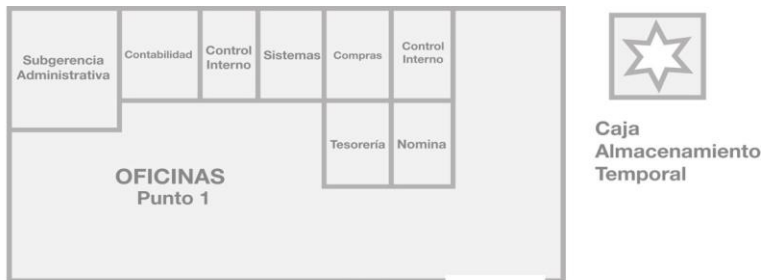 Subgerencia
Administrativa
Contabilidad
Control
Interno
Sistemas
Compras
Control
Interno
Tesorería
Nomina
OFICINAS
Punto 1
Caja
Almacenamiento
Temporal